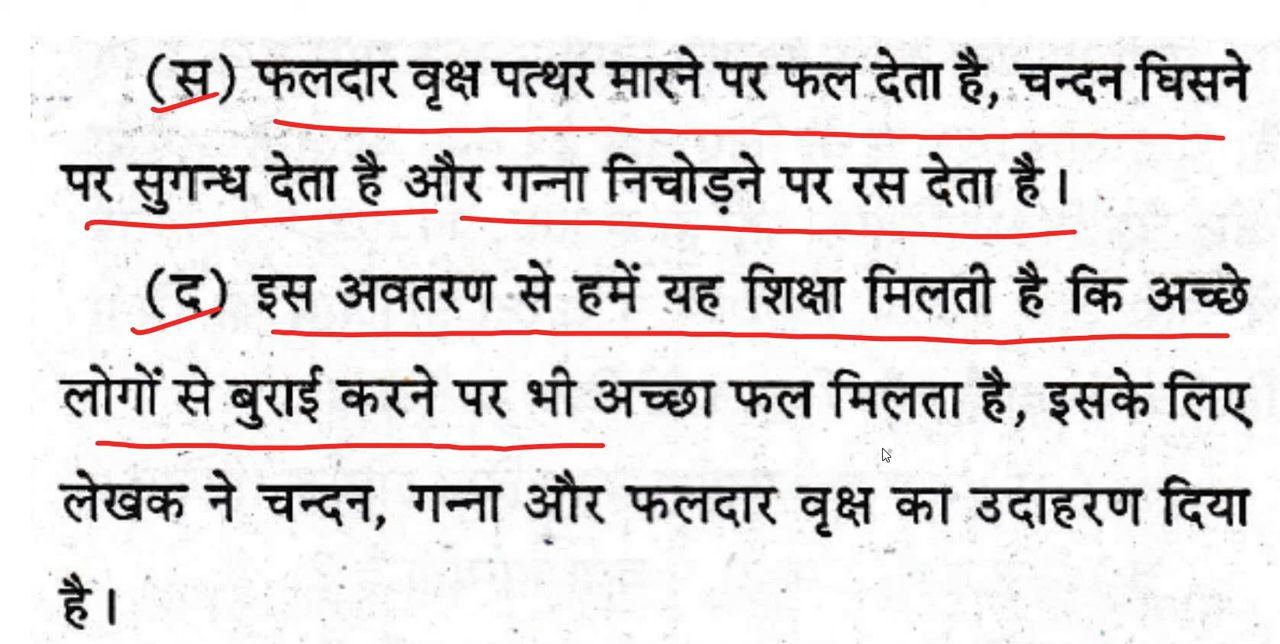 (स) फलदार वृक्ष पत्थर मारने पर फल देता है, चन्दन घिसने
पर सुगन्ध देता है और गन्ना निचोड़ने पर रस देता है।
(द) इस अवतरण से हमें यह शिक्षा मिलती है कि अच्छे
लोगों से बुराई करने पर भी अच्छा फल मिलता है, इसके लिए
लेखक ने चन्दन, गन्ना और फलदार वृक्ष का उदाहरण दिया
है।